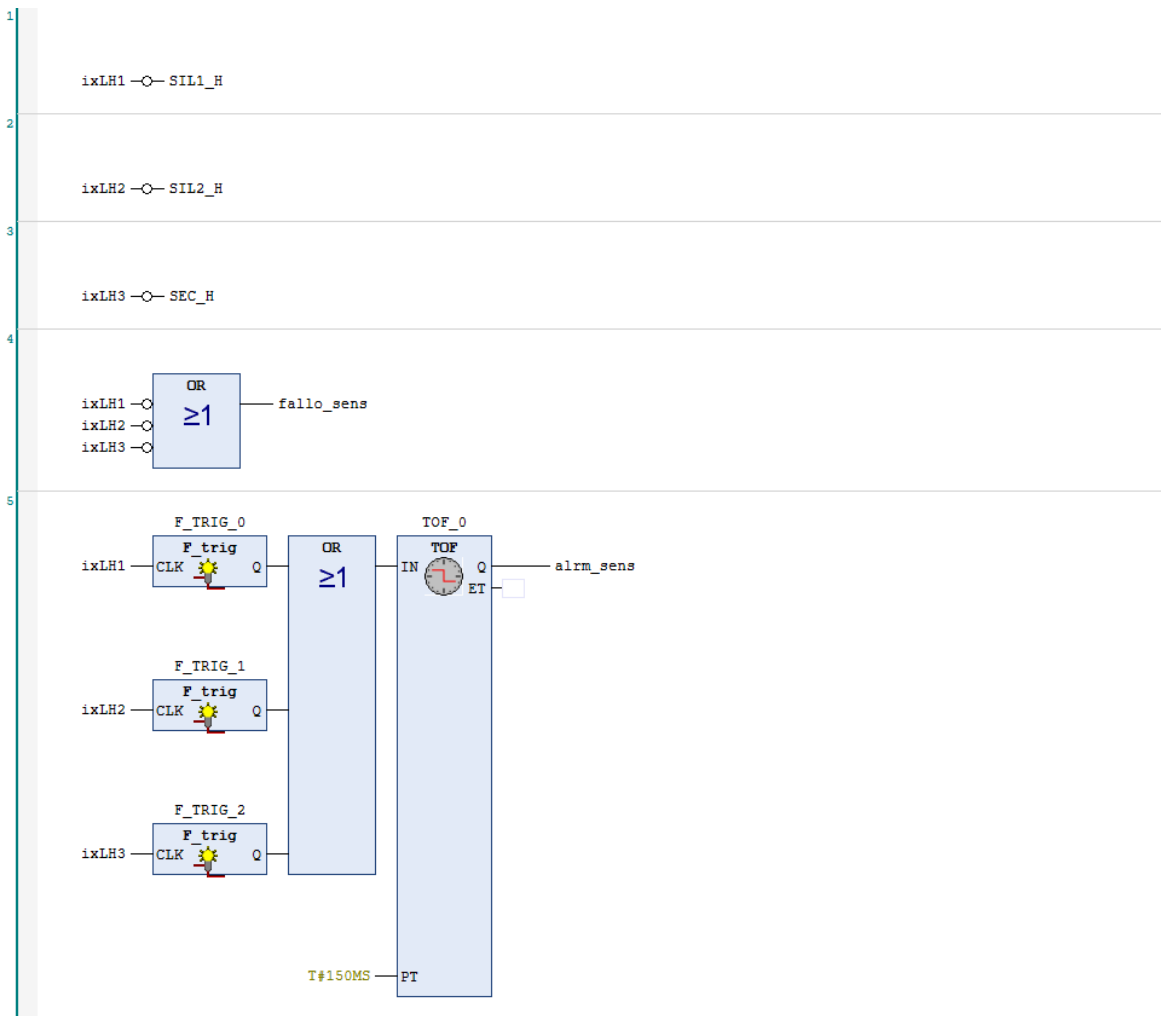 1
ixLH1 SIL1_H
2
ixLH2 SIL2_H
3
ixLH3 SEC_H
4
OR
≥1
ixLH1 fallo_sens
ixLH2
ixLH3
5
F_TRIG_0 TOF_0
F_trig OR TOF
ixLH1 CLK Q ≥1 IN Q alrm_sens
ET
F_TRIG_1
F_trig
ixLH2 CLK Q
F_TRIG_2
F_trig
ixLH3 CLK Q
T#150MS PT